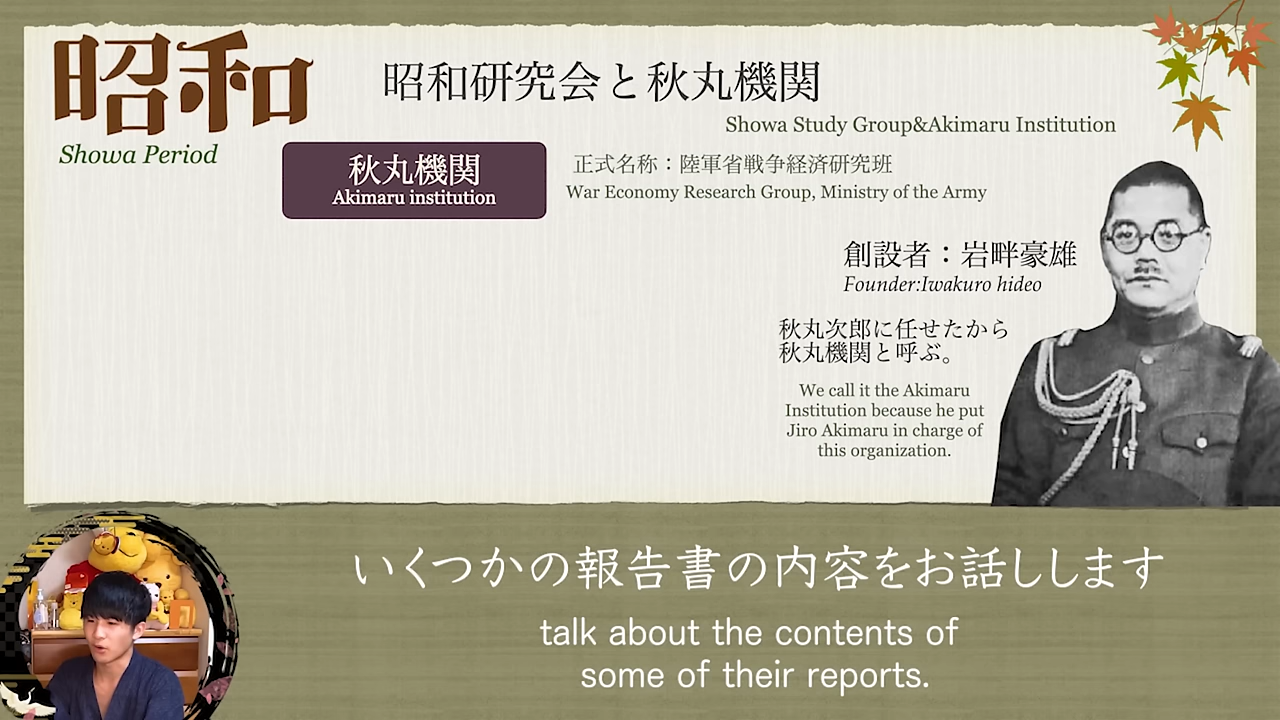 昭和
Showa Period
昭和研究会と秋丸機関
Showa Study Group&Akimaru Institution
秋丸機関
Akimaru institution
正式名称：陸軍省戦争経済研究班
War Economy Research Group, Ministry of the Army
創設者：岩畔豪雄
Founder:Iwakuro hideo
秋丸次郎に任せたから
秋丸機関と呼ぶ。
We call it the Akimaru
Institution because he put
Jiro Akimaru in charge of
this organization.
いくつかの報告書の内容をお話しします
talk about the contents of
some of their reports.